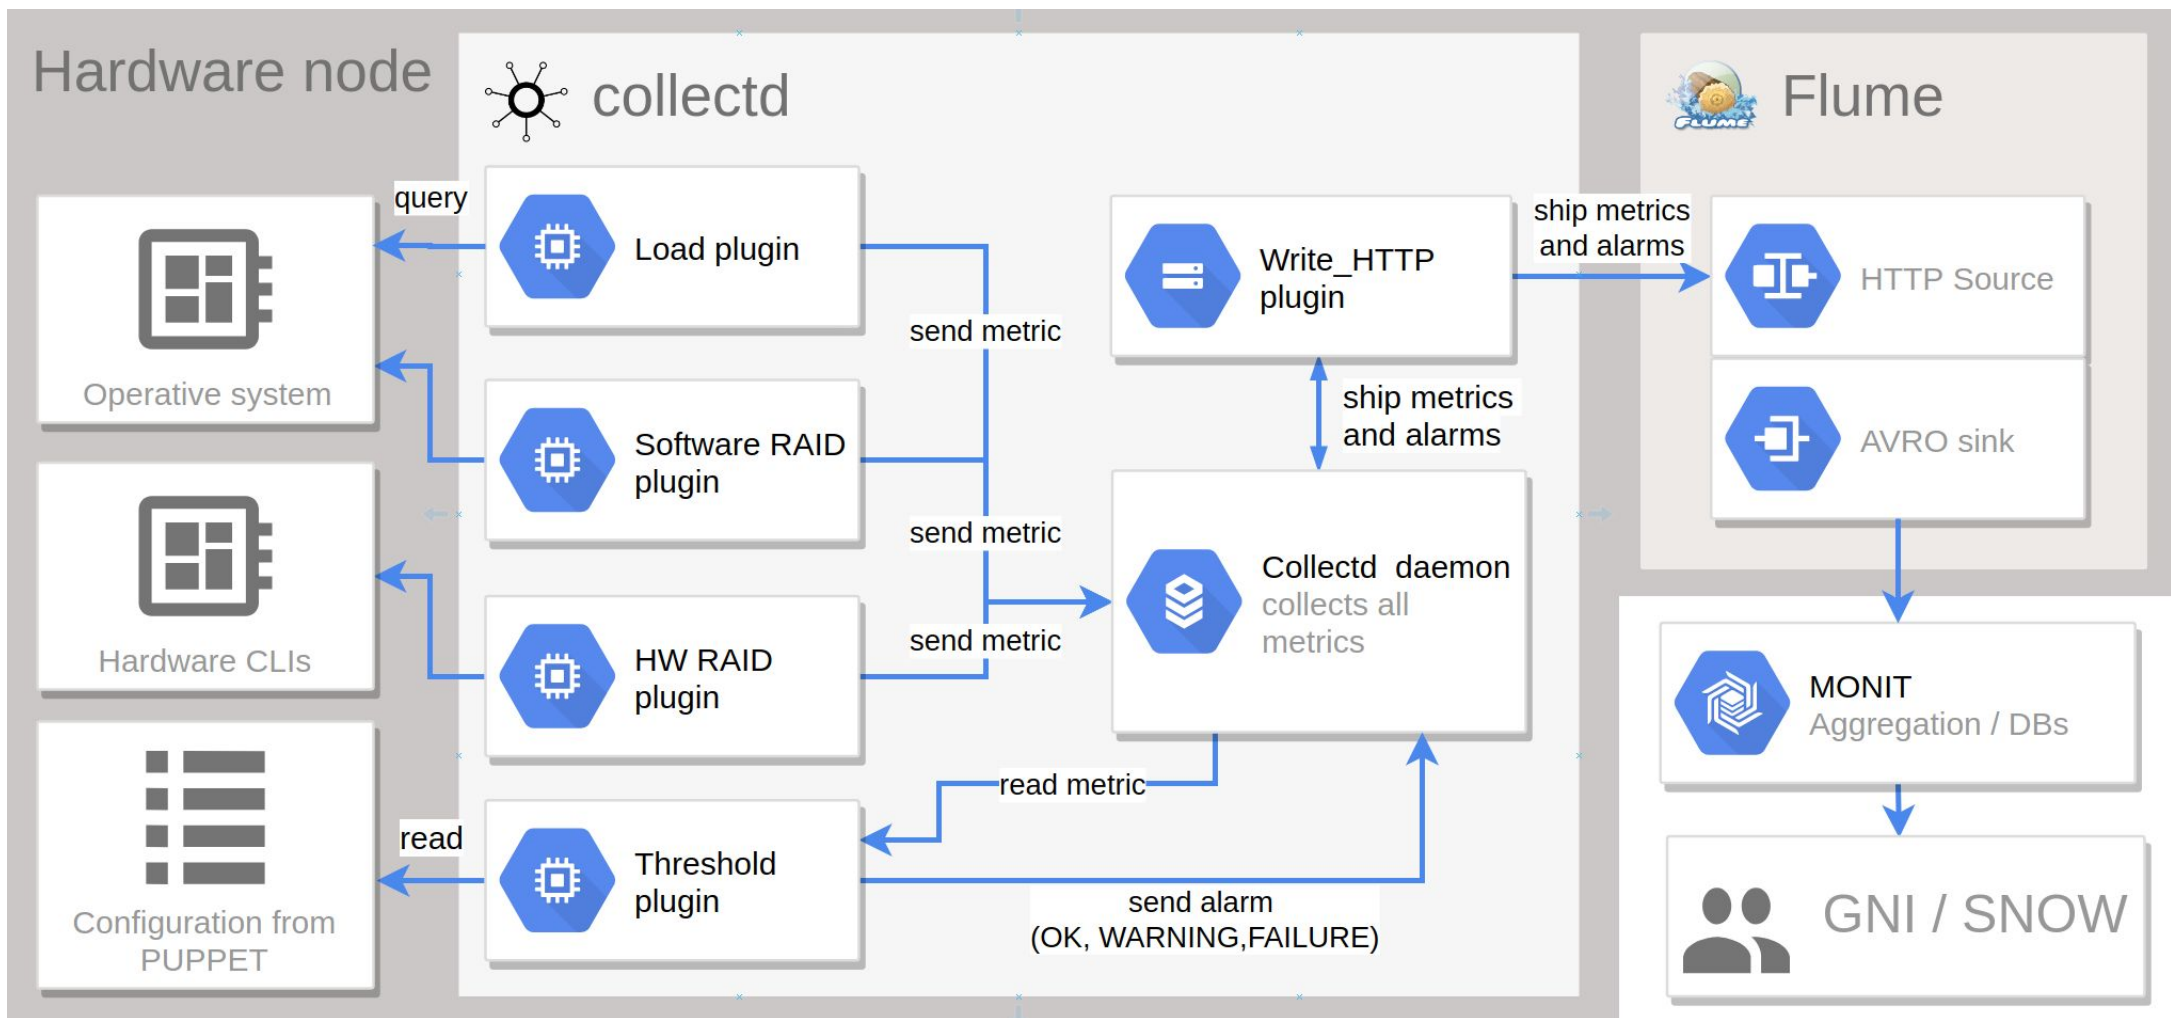 Hardware node
collectd
FLUME
Flume
query
Load plugin
Operative system
send metric
Software RAID
plugin
send metric
Hardware CLIs
HW RAID
plugin
send metric
Write_HTTP
plugin
ship metrics
and alarms
ship metrics
and alarms
Collectd daemon
collects all
metrics
read metric
read
Configuration from
PUPPET
Threshold
plugin
send alarm
(OK, WARNING,FAILURE)
HTTP Source
AVRO sink
MONIT
Aggregation / DBs
GNI / SNOW